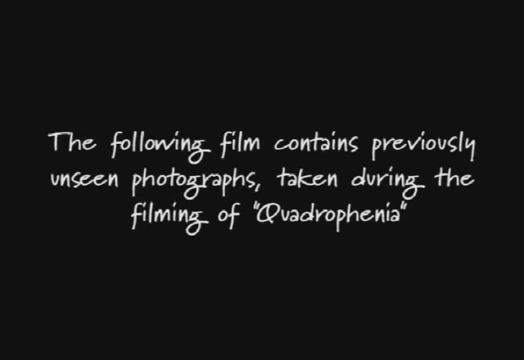 The following film contains previously
unseen photographs, taken during the
filming of "Quadrophenia"